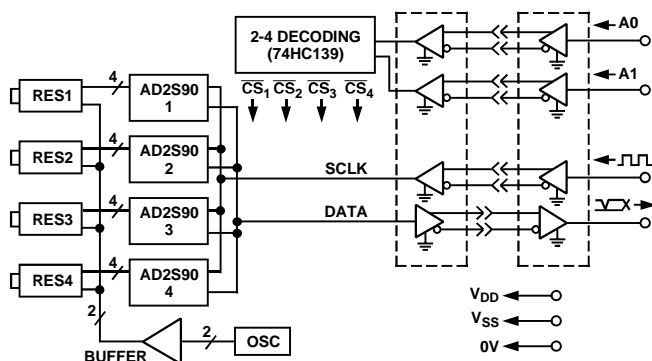 2-4 DECODING
(74HC139)
A0
A1
CS1 CS2 CS3 CS4
RES1
4
AD2S90
1
RES2
4
AD2S90
2
SCLK
RES3
4
AD2S90
3
DATA
RES4
4
AD2S90
4
2
BUFFER
2
OSC
VDD
VSS
0V